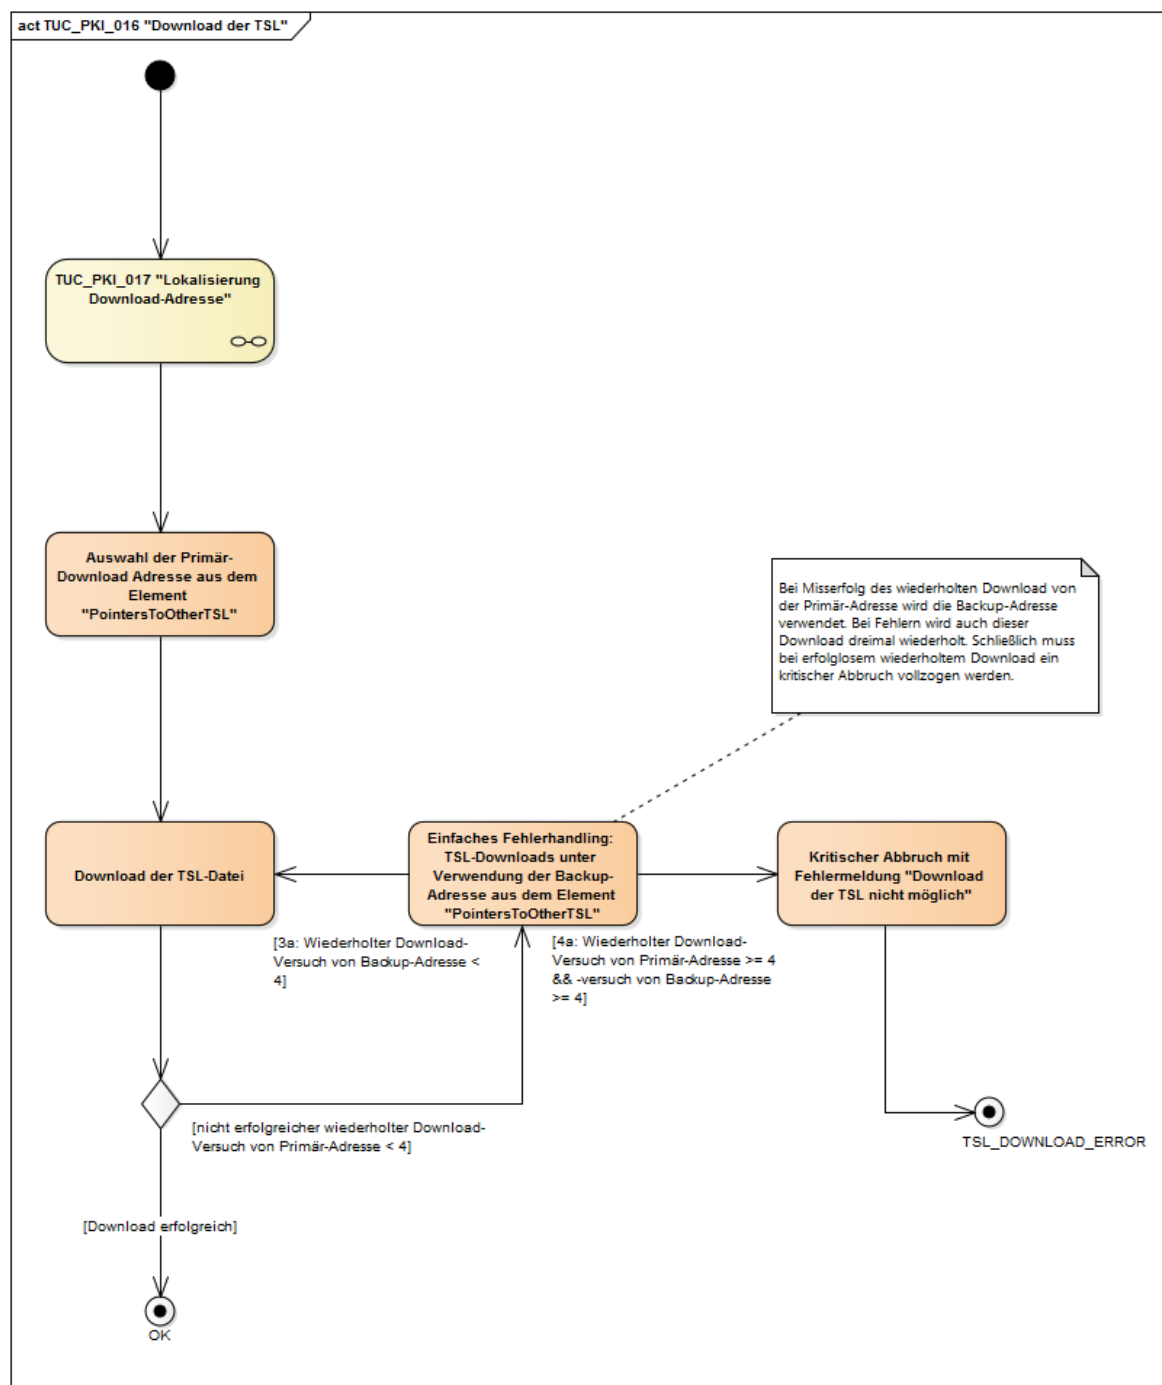 act TUC_PKI_016 "Download der TSL"
TUC_PKI_017 "Lokalisierung
Download-Adresse"
Auswahl der Primär-
Download Adresse aus dem
Element
"PointersToOtherTSL"
Bei Misserfolg des wiederholten Download von
der Primär-Adresse wird die Backup-Adresse
verwendet. Bei Fehlern wird auch dieser
Download dreimal wiederholt. Schließlich muss
bei erfolglosem wiederholtem Download ein
kritischer Abbruch vollzogen werden.
Download der TSL-Datei
Einfaches Fehlerhandling:
TSL-Downloads unter
Verwendung der Backup-
Adresse aus dem Element
"PointersToOtherTSL"
Kritischer Abbruch mit
Fehlermeldung "Download
der TSL nicht möglich"
[3a: Wiederholter Download-
Versuch von Backup-Adresse <
4]
[4a: Wiederholter Download-
Versuch von Primär-Adresse >= 4
&& -versuch von Backup-Adresse
>= 4]
[nicht erfolgreicher wiederholter Download-
Versuch von Primär-Adresse < 4]
TSL_DOWNLOAD_ERROR
[Download erfolgreich]
OK